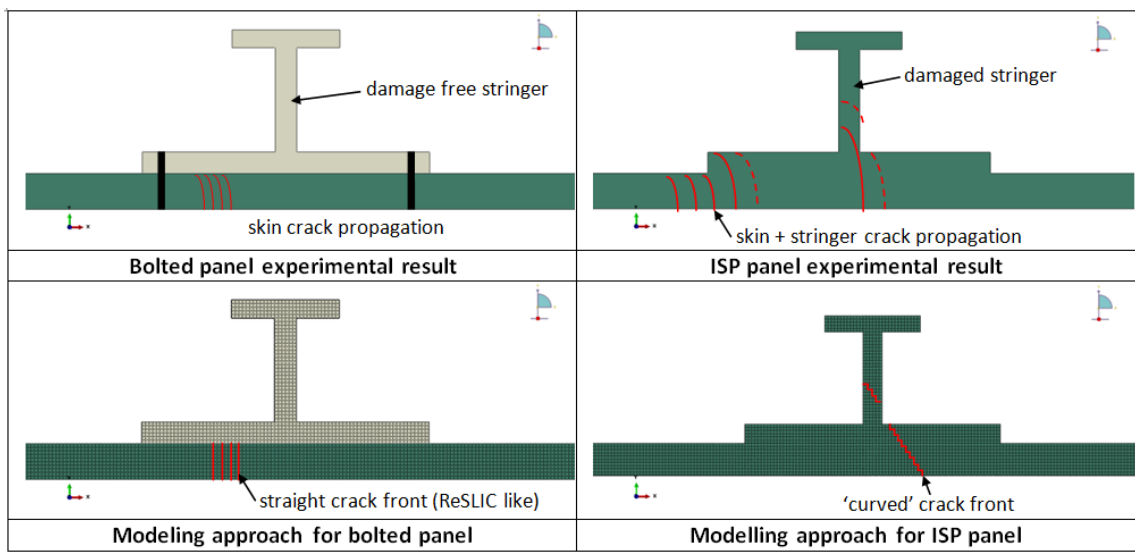 damage free stringer
skin crack propagation
Bolted panel experimental result
damaged stringer
skin + stringer crack propagation
ISP panel experimental result
straight crack front (ReSLIC like)
Modeling approach for bolted panel
‘curved’ crack front
Modelling approach for ISP panel